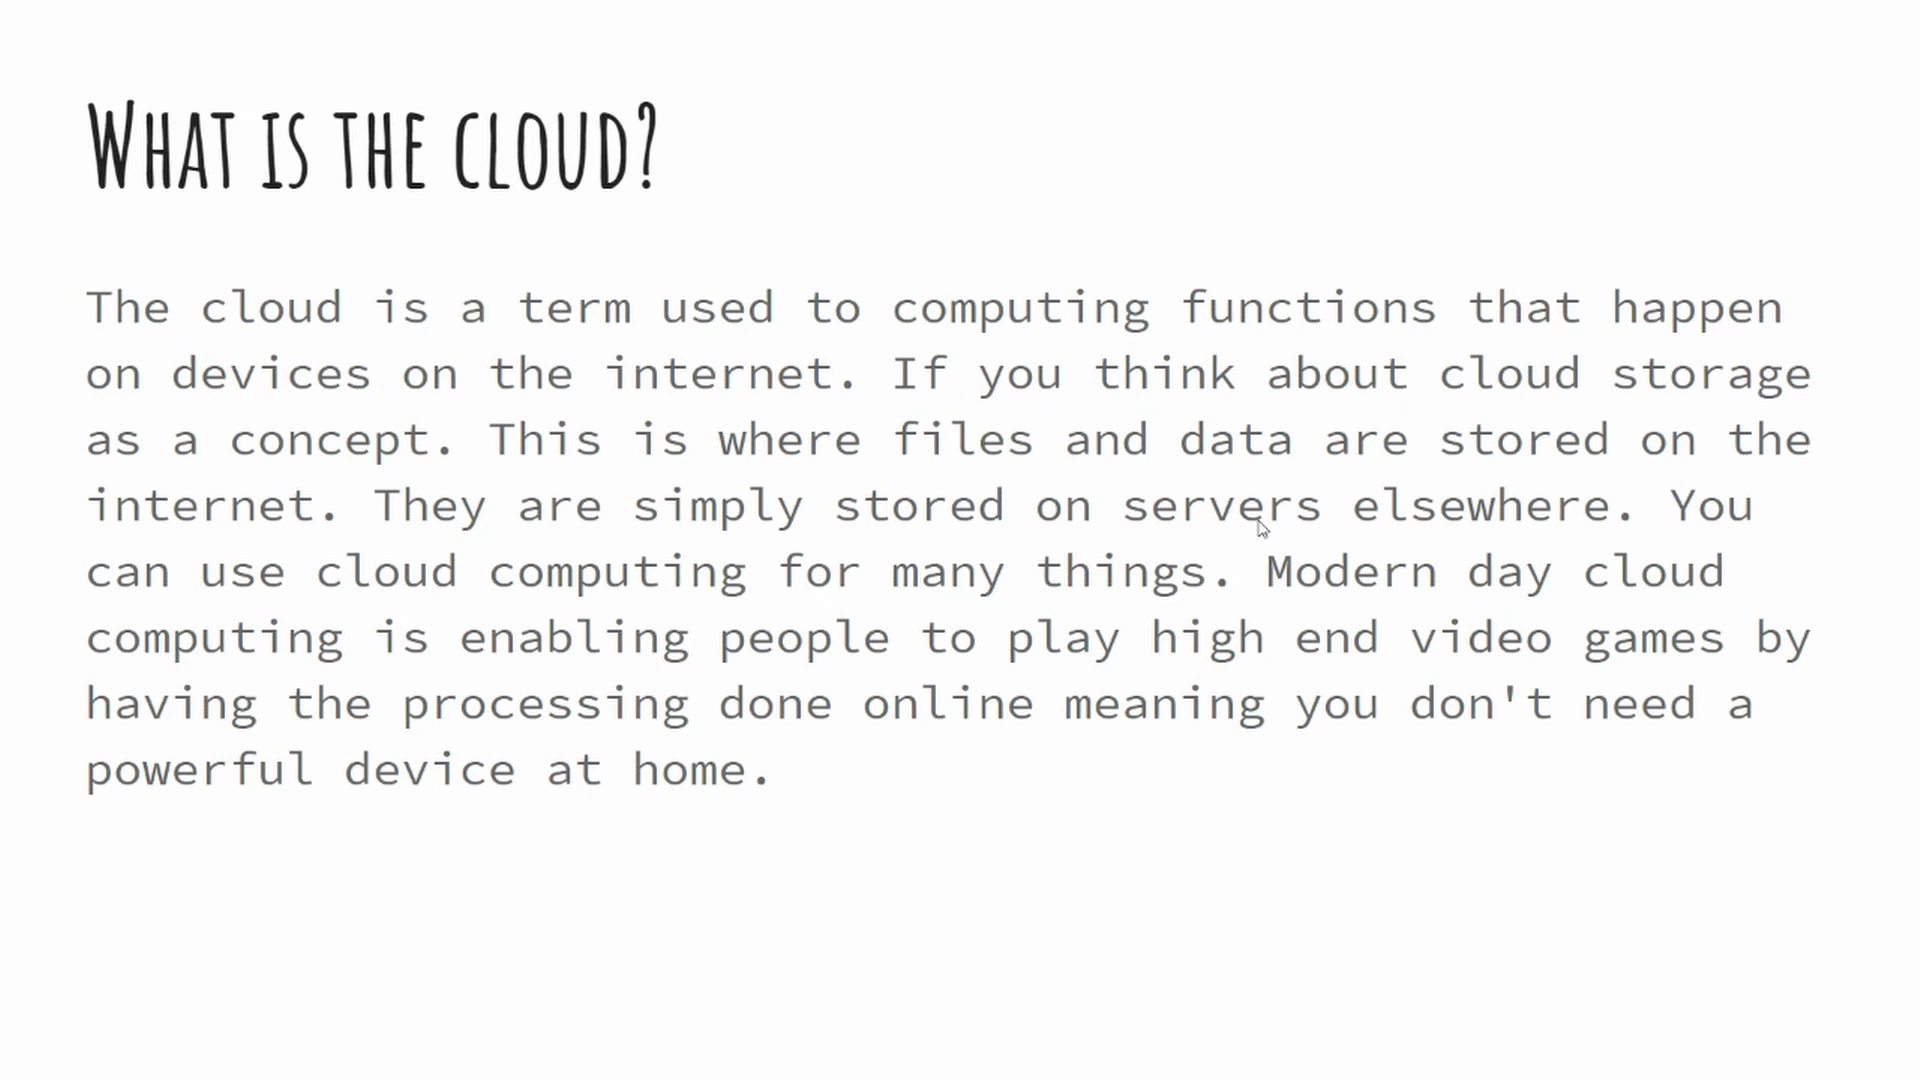 What is the cloud?
The cloud is a term used to computing functions that happen
on devices on the internet. If you think about cloud storage
as a concept. This is where files and data are stored on the
internet. They are simply stored on servers elsewhere. You
can use cloud computing for many things. Modern day cloud
computing is enabling people to play high end video games by
having the processing done online meaning you don't need a
powerful device at home.